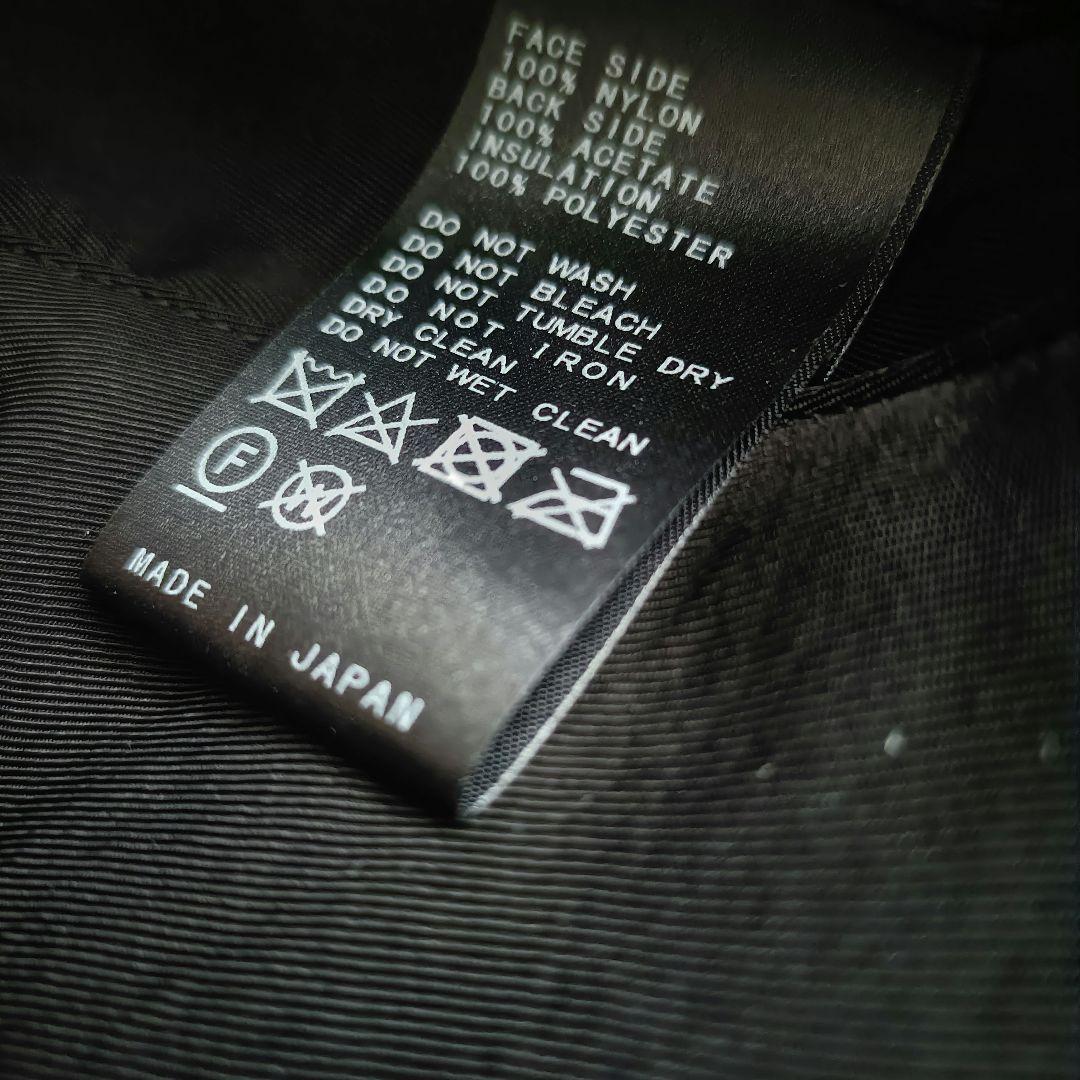 FACE SIDE
100% NYLON
BACK SIDE
100% ACETATE
INSULATION
100% POLYESTER
DO NOT WASH
DO NOT BLEACH
DO NOT TUMBLE DRY
DO NOT IRON
DRY CLEAN
DO NOT WET CLEAN
F
W
MADE IN JAPAN